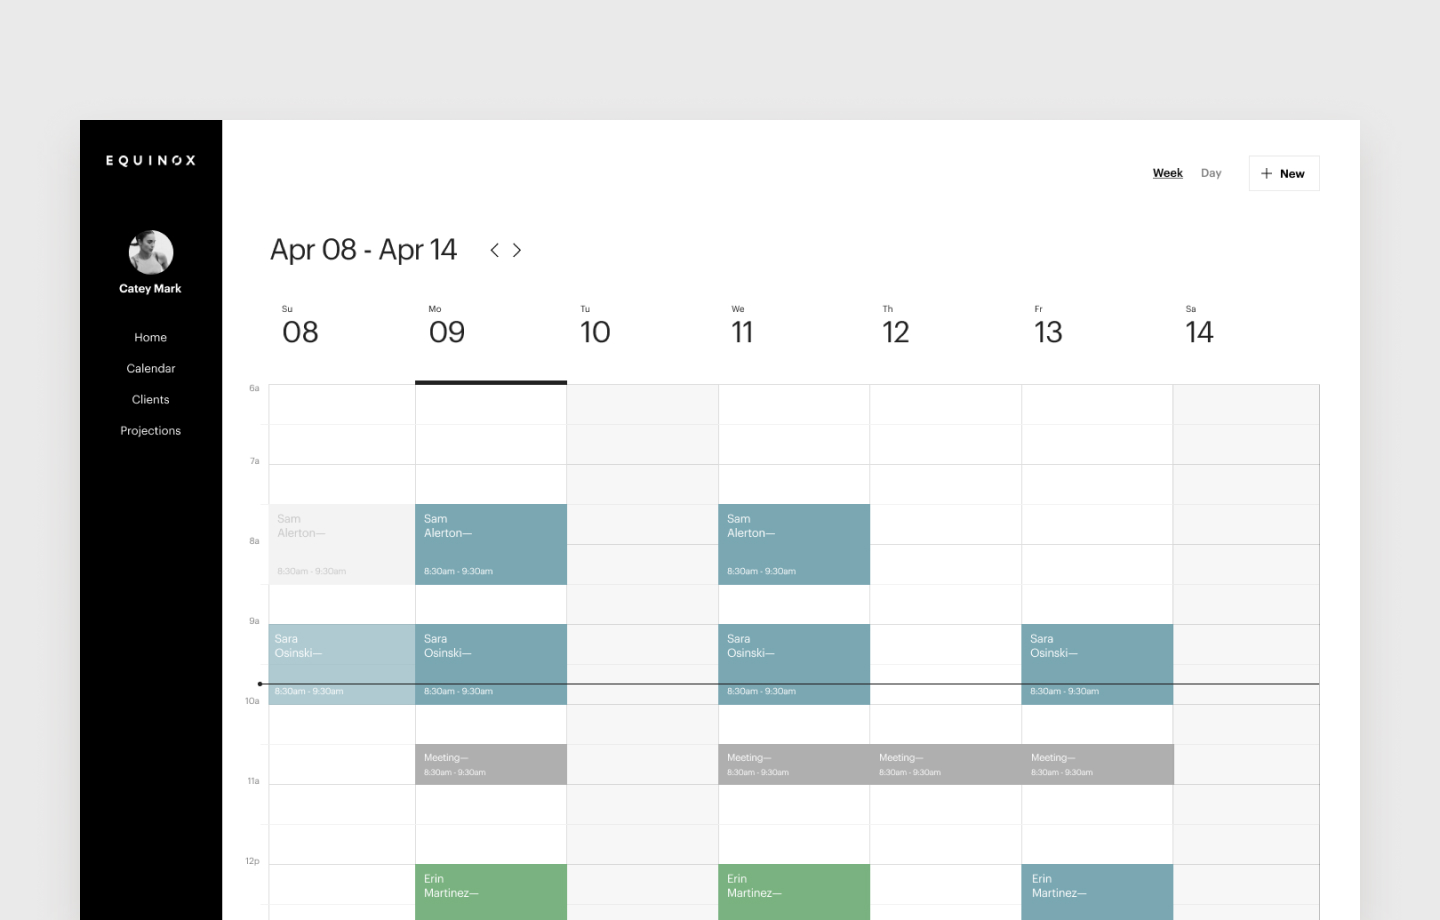 EQUINOX
Catey Mark
Home
Calendar
Clients
Projections
Week
Day
New
Apr 08 - Apr 14
Su
08
Mo
09
Tu
10
We
11
Th
12
Fr
13
Sa
14
6a
7a
Sam
Alerton—
8:30am - 9:30am
Sam
Alerton—
8:30am - 9:30am
Sam
Alerton—
8:30am - 9:30am
8a
9a
Sara
Osinski—
8:30am - 9:30am
Sara
Osinski—
8:30am - 9:30am
Sara
Osinski—
8:30am - 9:30am
Sara
Osinski—
8:30am - 9:30am
10a
Meeting—
8:30am - 9:30am
Meeting—
8:30am - 9:30am
Meeting—
8:30am - 9:30am
Meeting—
8:30am - 9:30am
11a
12p
Erin
Martinez—
Erin
Martinez—
Erin
Martinez—